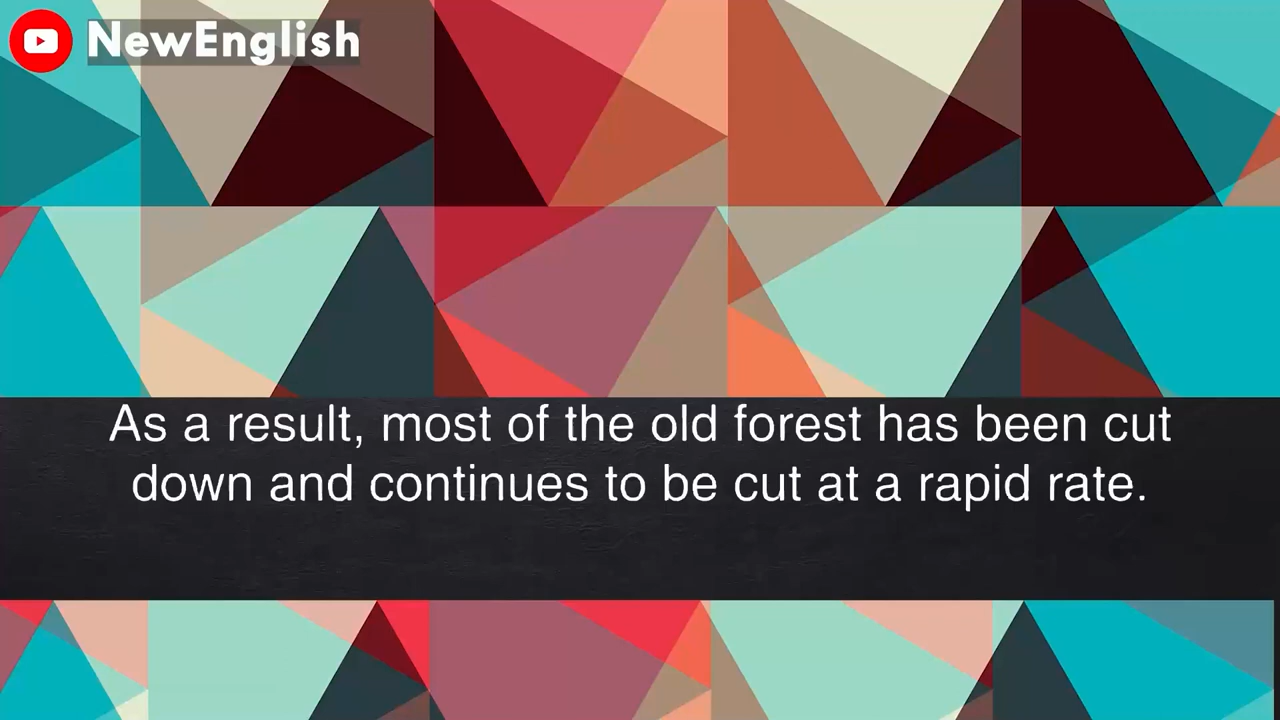 NewEnglish
As a result, most of the old forest has been cut
down and continues to be cut at a rapid rate.